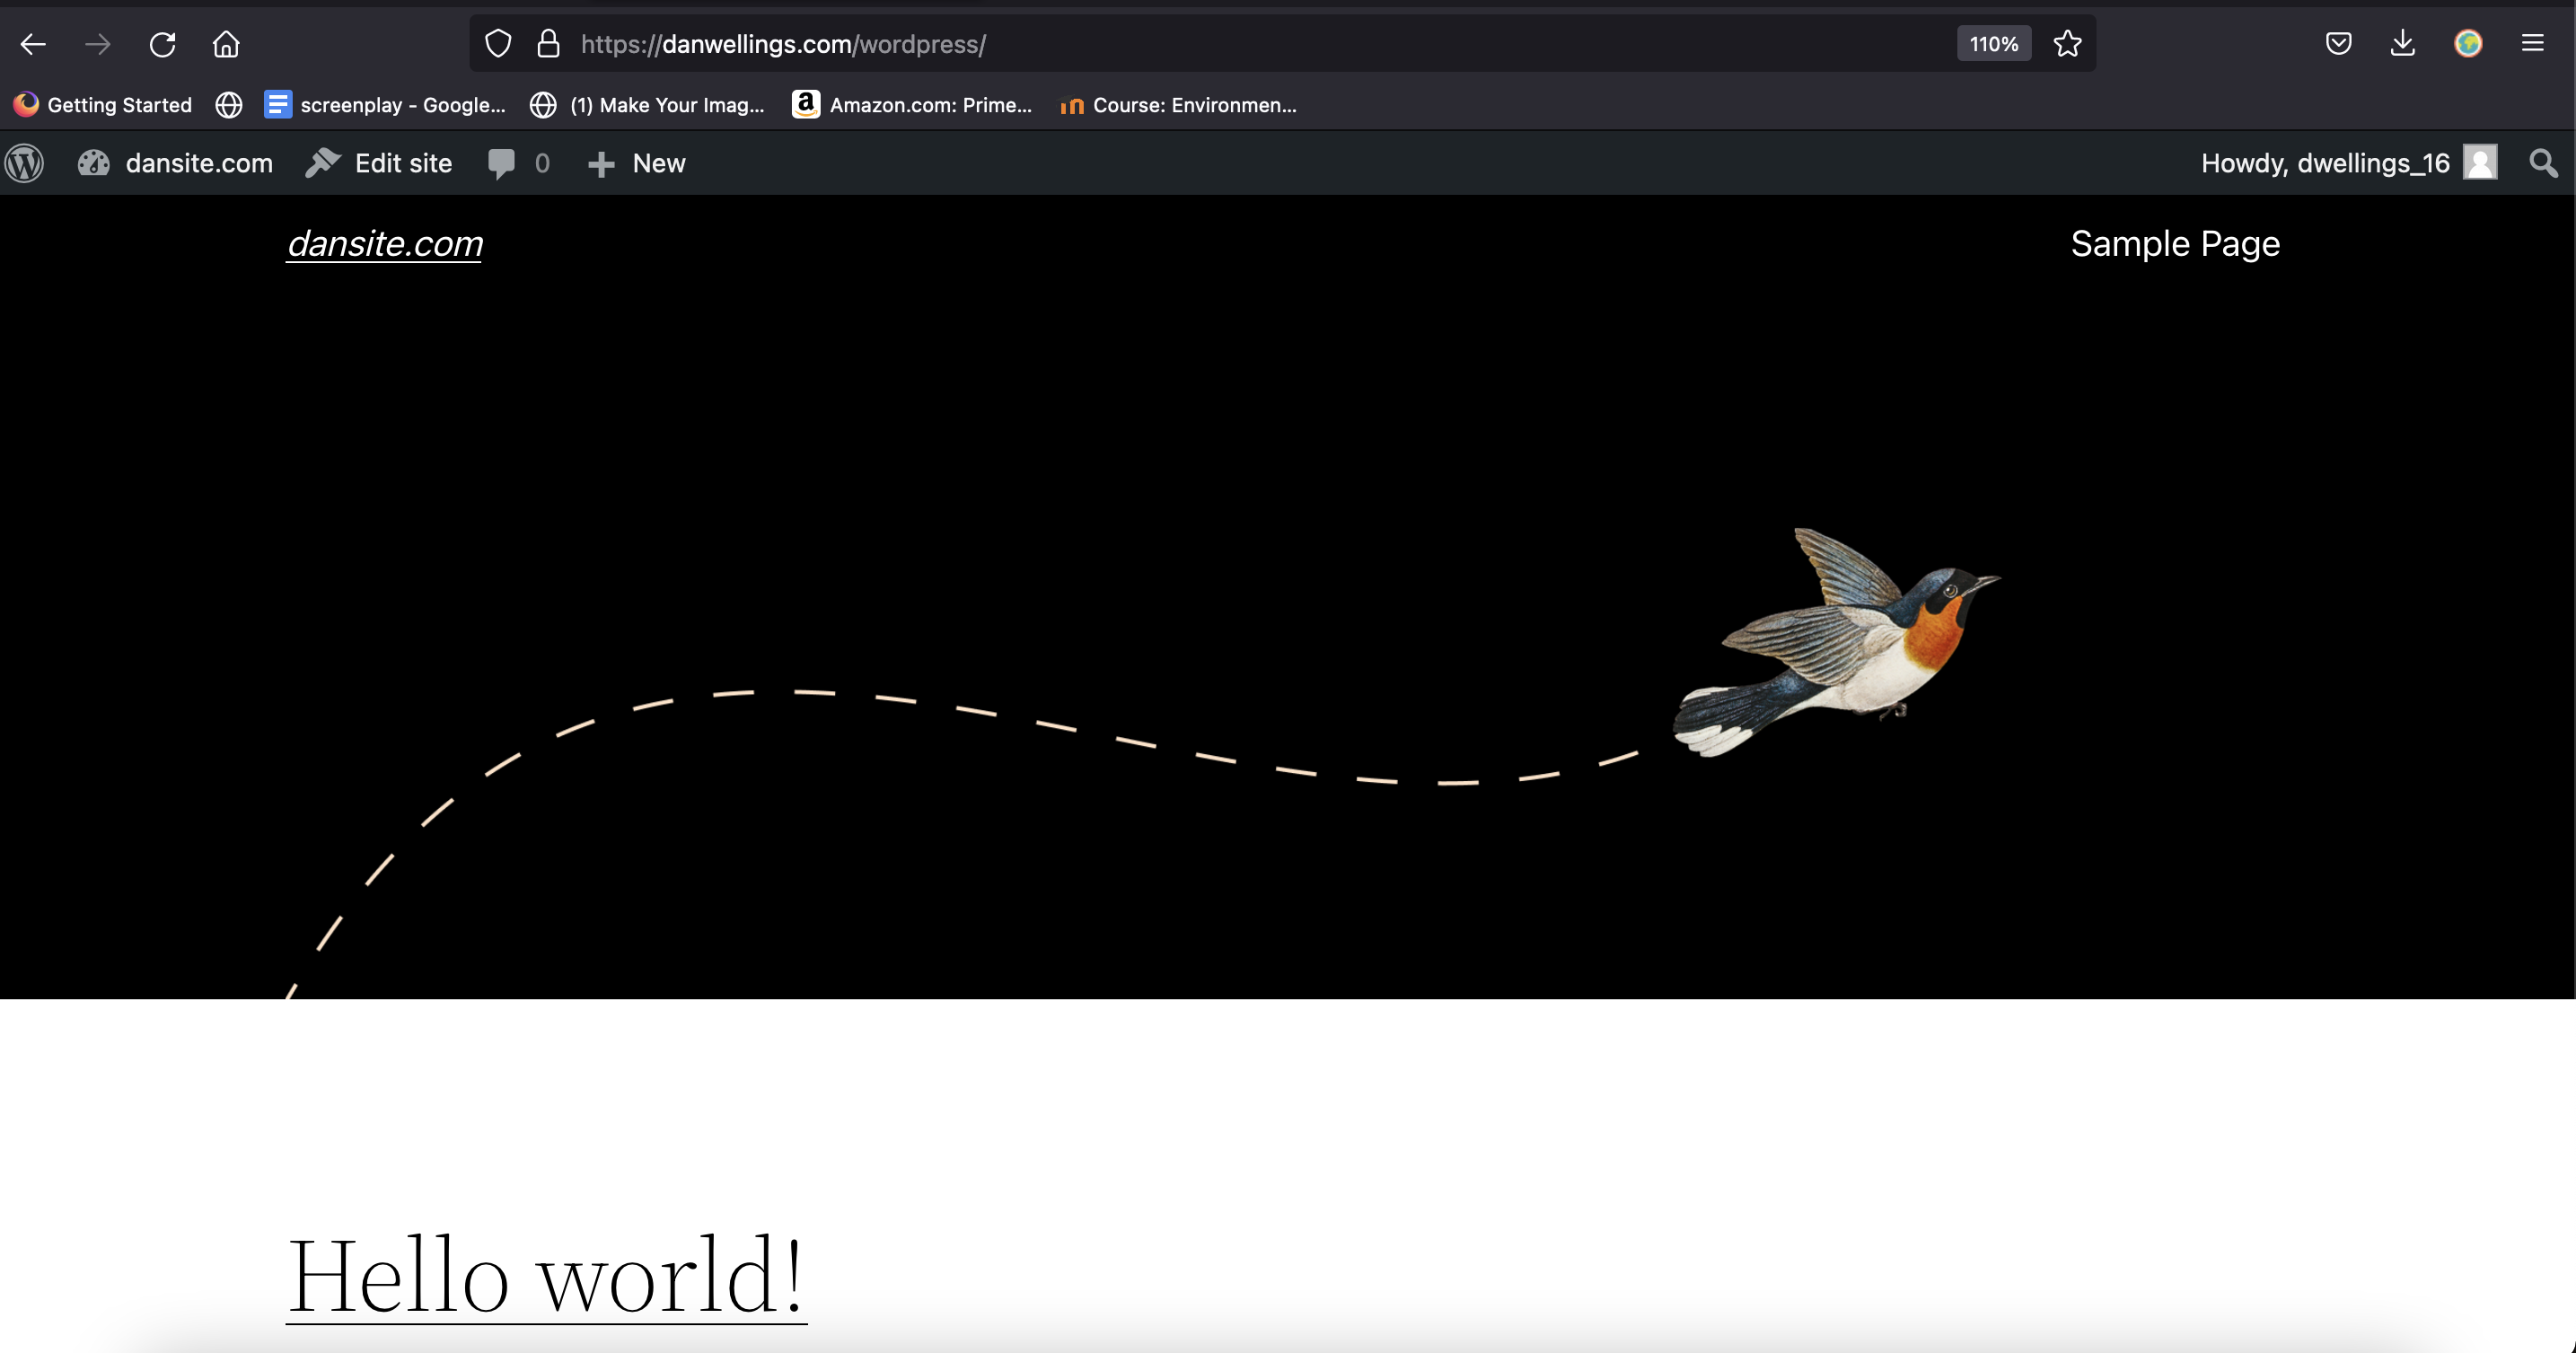 https://danwellings.com/wordpress/ 110%
Getting Started screenplay - Google... (1) Make Your Imag... Amazon.com: Prime... Course: Environmen...
dansite.com Edit site 0 New Howdy, dwellings_16
dansite.com Sample Page
Hello world!